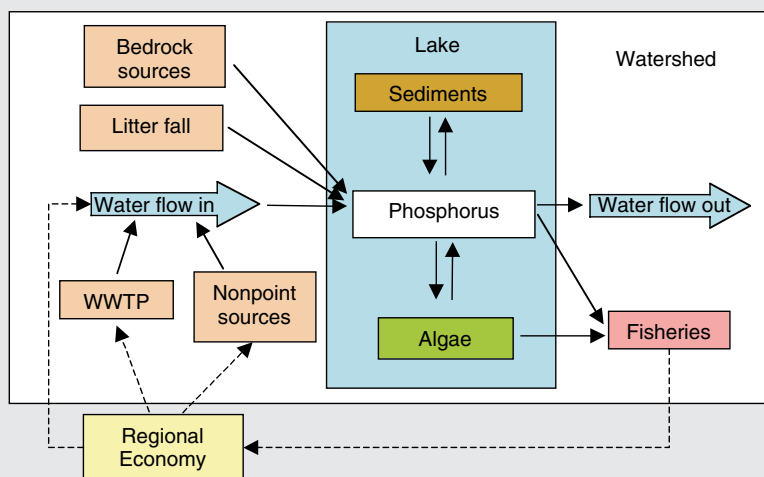 Bedrock
sources
Lake
Watershed
Sediments
Litter fall
Water flow in
Phosphorus
Water flow out
WWTP
Nonpoint
sources
Algae
Fisheries
Regional
Economy